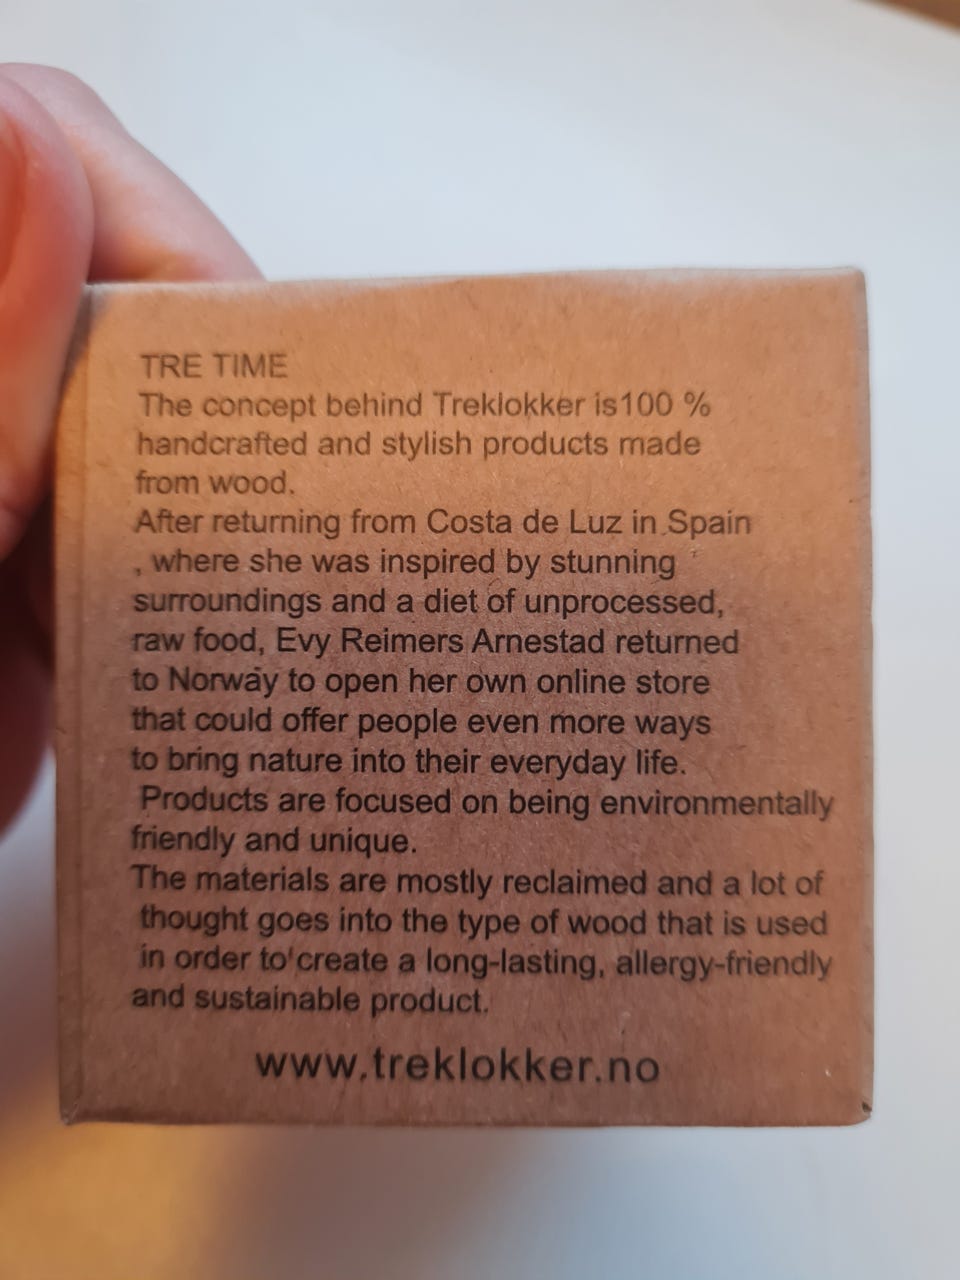 TRE TIME
The concept behind Treklokker is100 %
handcrafted and stylish products made
from wood.
After returning from Costa de Luz in Spain
, where she was inspired by stunning
surroundings and a diet of unprocessed,
raw food, Evy Reimers Arnestad returned
to Norway to open her own online store
that could offer people even more ways
to bring nature into their everyday life.
Products are focused on being environmentally
friendly and unique.
The materials are mostly reclaimed and a lot of
thought goes into the type of wood that is used
in order to create a long-lasting, allergy-friendly
and sustainable product.
www.treklokker.no